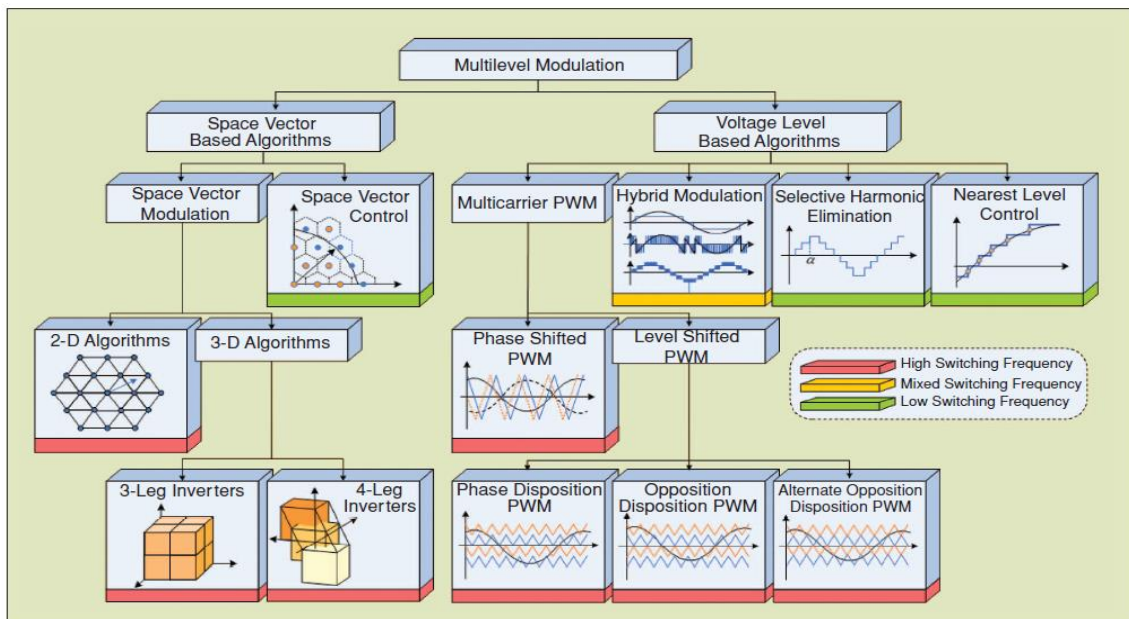 Multilevel Modulation
Space Vector
Based Algorithms
Voltage Level
Based Algorithms
Space Vector
Modulation
Space Vector
Control
Multicarrier PWM
Hybrid Modulation
Selective Harmonic
Elimination
α
Nearest Level
Control
2-D Algorithms
3-D Algorithms
Phase Shifted
PWM
Level Shifted
PWM
High Switching Frequency
Mixed Switching Frequency
Low Switching Frequency
3-Leg Inverters
4-Leg
Inverters
Phase Disposition
PWM
Opposition
Disposition PWM
Alternate Opposition
Disposition PWM